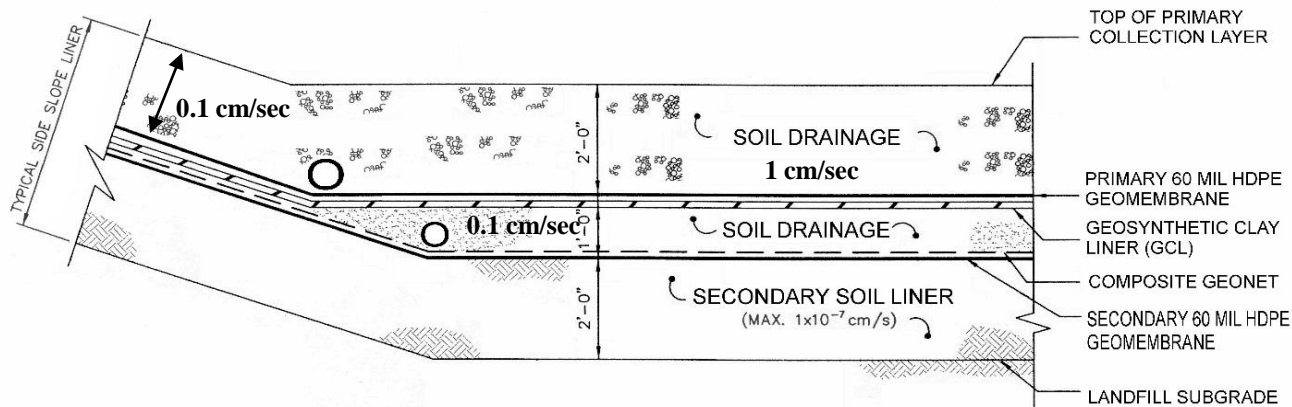 TOP OF PRIMARY
COLLECTION LAYER
TYPICAL SIDE SLOPE LINER
0.1 cm/sec
2'-0"
SOIL DRAINAGE
1 cm/sec
PRIMARY 60 MIL HDPE
GEOMEMBRANE
0.1 cm/sec
1'-0"
SOIL DRAINAGE
GEOSYNTHETIC CLAY
LINER (GCL)
COMPOSITE GEONET
2'-0"
SECONDARY SOIL LINER
(MAX. 1x10⁻⁷ cm/s)
SECONDARY 60 MIL HDPE
GEOMEMBRANE
LANDFILL SUBGRADE